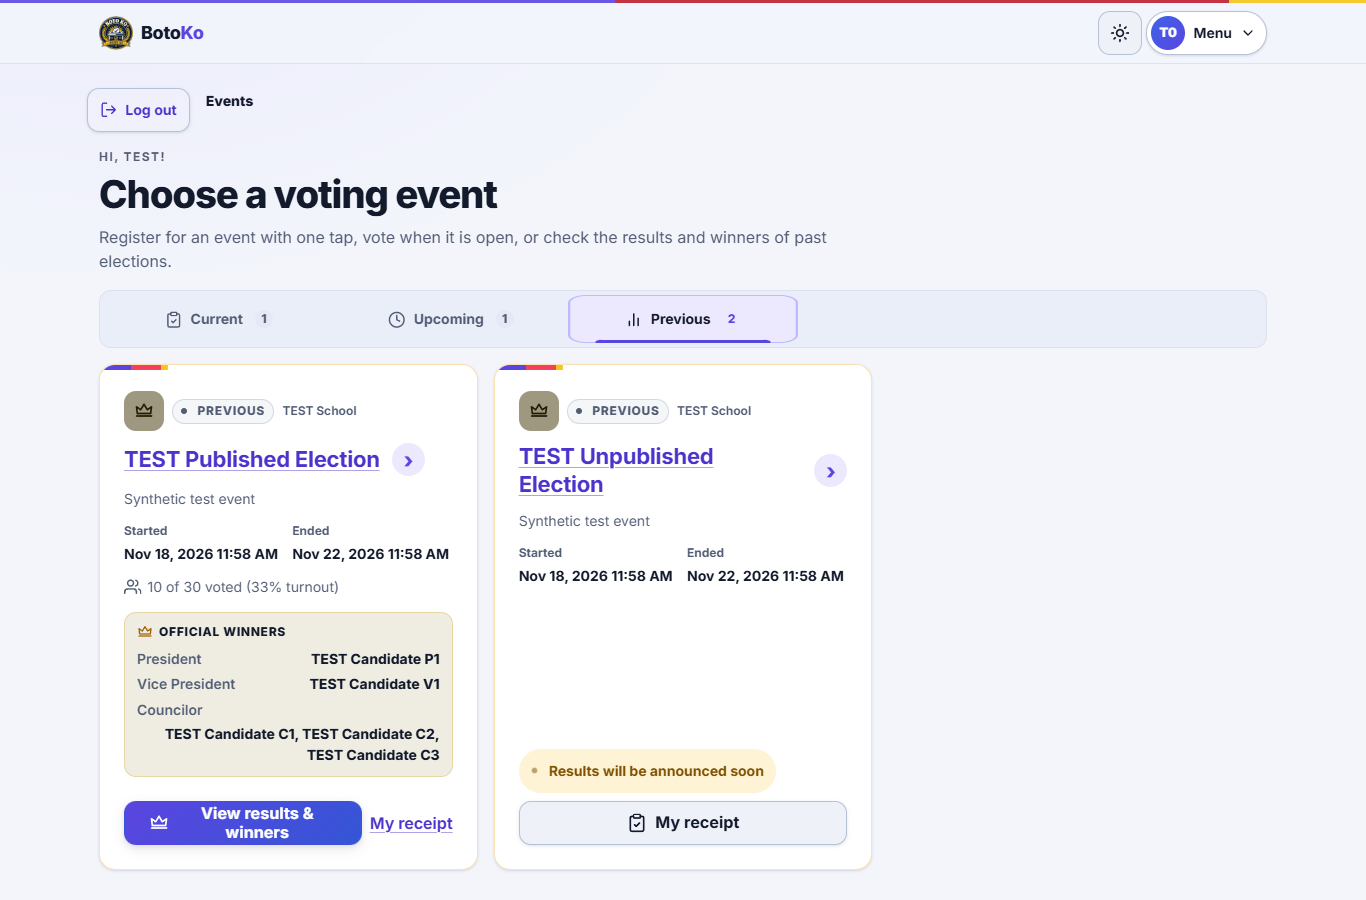 BotoKo
T0 Menu
Log out
Events
HI, TEST!
Choose a voting event
Register for an event with one tap, vote when it is open, or check the results and winners of past
elections.
Current 1
Upcoming 1
Previous 2
PREVIOUS TEST School
TEST Published Election
Synthetic test event
Started Ended
Nov 18, 2026 11:58 AM Nov 22, 2026 11:58 AM
10 of 30 voted (33% turnout)
OFFICIAL WINNERS
President TEST Candidate P1
Vice President TEST Candidate V1
Councilor
TEST Candidate C1, TEST Candidate C2,
TEST Candidate C3
View results &
winners
My receipt
PREVIOUS TEST School
TEST Unpublished
Election
Synthetic test event
Started Ended
Nov 18, 2026 11:58 AM Nov 22, 2026 11:58 AM
Results will be announced soon
My receipt